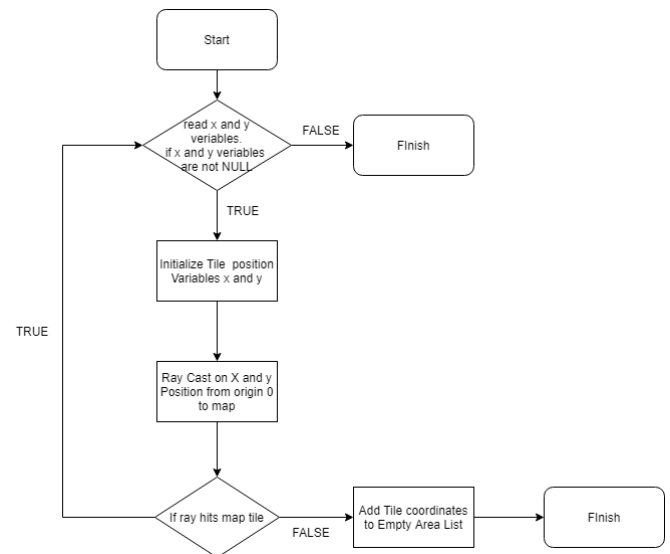 Start
read x and y
veriables.
if x and y veriables
are not NULL
FALSE
FInish
TRUE
Initialize Tile position
Variables x and y
TRUE
Ray Cast on X and y
Position from origin 0
to map
If ray hits map tile
FALSE
Add Tile coordinates
to Empty Area List
FInish